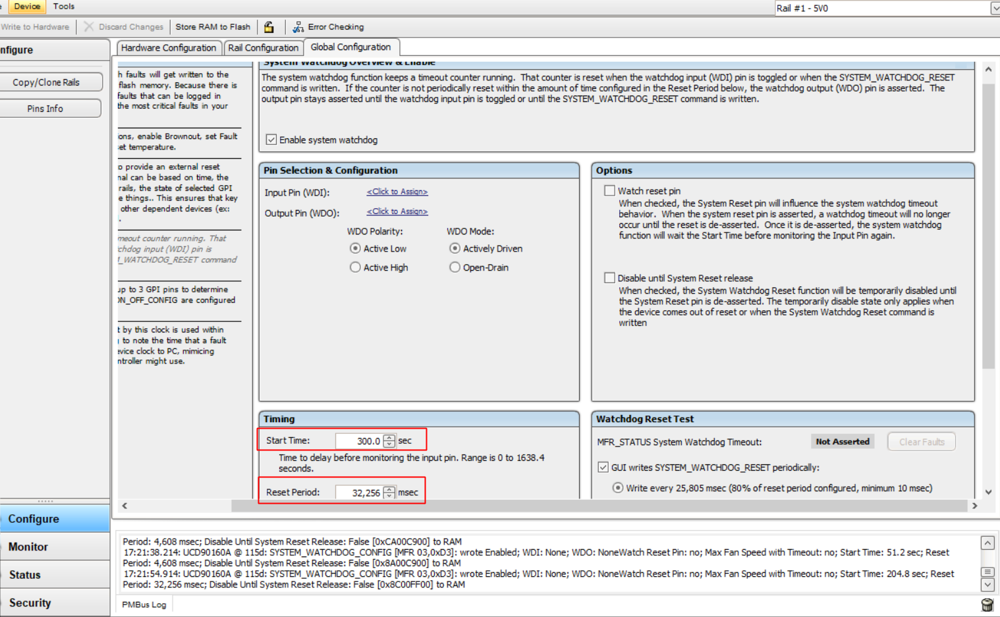 Device
Tools
Rail #1 - 5V0
Write to Hardware
Discard Changes
Store RAM to Flash
Error Checking
nfigure
Hardware Configuration
Rail Configuration
Global Configuration
Copy/Clone Rails
Pins Info
h faults will get written to the
flash memory. Because there is
faults that can be logged in
the most critical faults in your
ions, enable Brownout, set Fault
set temperature.
o provide an external reset
nal can be based on time, the
rails, the state of selected GPI
e things.. This ensures that key
other dependent devices (ex:
.
meout counter running. That
chdog input (WDI) pin is
M_WATCHDOG_RESET command
up to 3 GPI pins to determine
ON_OFF_CONFIG are configured
t by this clock is used within
to note the time that a fault
evice clock to PC, mimicing
ntroller might use.
System Watchdog Overview & Enable
The system watchdog function keeps a timeout counter running. That counter is reset when the watchdog input (WDI) pin is toggled or when the SYSTEM_WATCHDOG_RESET
command is written. If the counter is not periodically reset within the amount of time configured in the Reset Period below, the watchdog output (WDO) pin is asserted. The
output pin stays asserted until the watchdog input pin is toggled or until the SYSTEM_WATCHDOG_RESET command is written.
Enable system watchdog
Pin Selection & Configuration
Input Pin (WDI): <Click to Assign>
Output Pin (WDO): <Click to Assign>
WDO Polarity: WDO Mode:
Active Low Actively Driven
Active High Open-Drain
Options
Watch reset pin
When checked, the System Reset pin will influence the system watchdog timeout
behavior. When the system reset pin is asserted, a watchdog timeout will no longer
occur until the reset is de-asserted. Once it is de-asserted, the system watchdog
function will wait the Start Time before monitoring the Input Pin again.
Disable until System Reset release
When checked, the System Watchdog Reset function will be temporarily disabled until
the System Reset pin is de-asserted. The temporarily disable state only applies when
the device comes out of reset or when the System Watchdog Reset command is
written
Timing
Start Time: 300.0 sec
Time to delay before monitoring the input pin. Range is 0 to 1638.4
seconds.
Reset Period: 32,256 msec
Watchdog Reset Test
MFR_STATUS System Watchdog Timeout: Not Asserted Clear Faults
GUI writes SYSTEM_WATCHDOG_RESET periodically:
Write every 25,805 msec (80% of reset period configured, minimum 10 msec)
Configure
Monitor
Status
Security
Period: 4,608 msec; Disable Until System Reset Release: False [0xCA00C900] to RAM
17:21:38.214: UCD90160A @ 115d: SYSTEM_WATCHDOG_CONFIG [MFR 03,0xD3]: wrote Enabled; WDI: None; WDO: NoneWatch Reset Pin: no; Max Fan Speed with Timeout: no; Start Time: 51.2 sec; Reset
Period: 4,608 msec; Disable Until System Reset Release: False [0x8A00C900] to RAM
17:21:54.914: UCD90160A @ 115d: SYSTEM_WATCHDOG_CONFIG [MFR 03,0xD3]: wrote Enabled; WDI: None; WDO: NoneWatch Reset Pin: no; Max Fan Speed with Timeout: no; Start Time: 204.8 sec; Reset
Period: 32,256 msec; Disable Until System Reset Release: False [0x8C00FF00] to RAM
PMBus Log